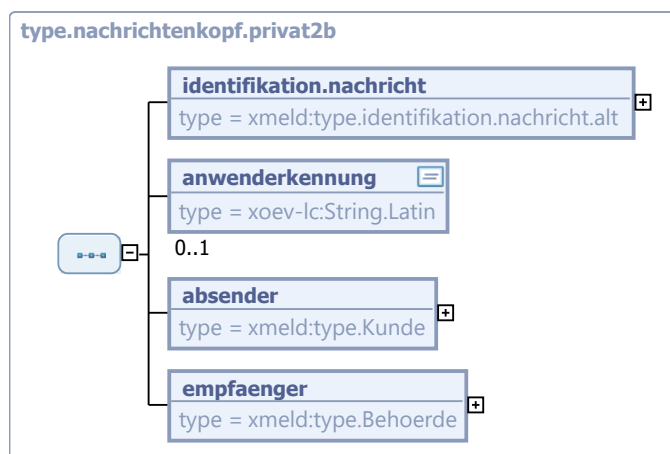 type.nachrichtenkopf.privat2b
identifikation.nachricht
type = xmeld:type.identifikation.nachricht.alt
anwenderkennung
type = xoev-lc:String.Latin
0..1
absender
type = xmeld:type.Kunde
empfaenger
type = xmeld:type.Behoerde